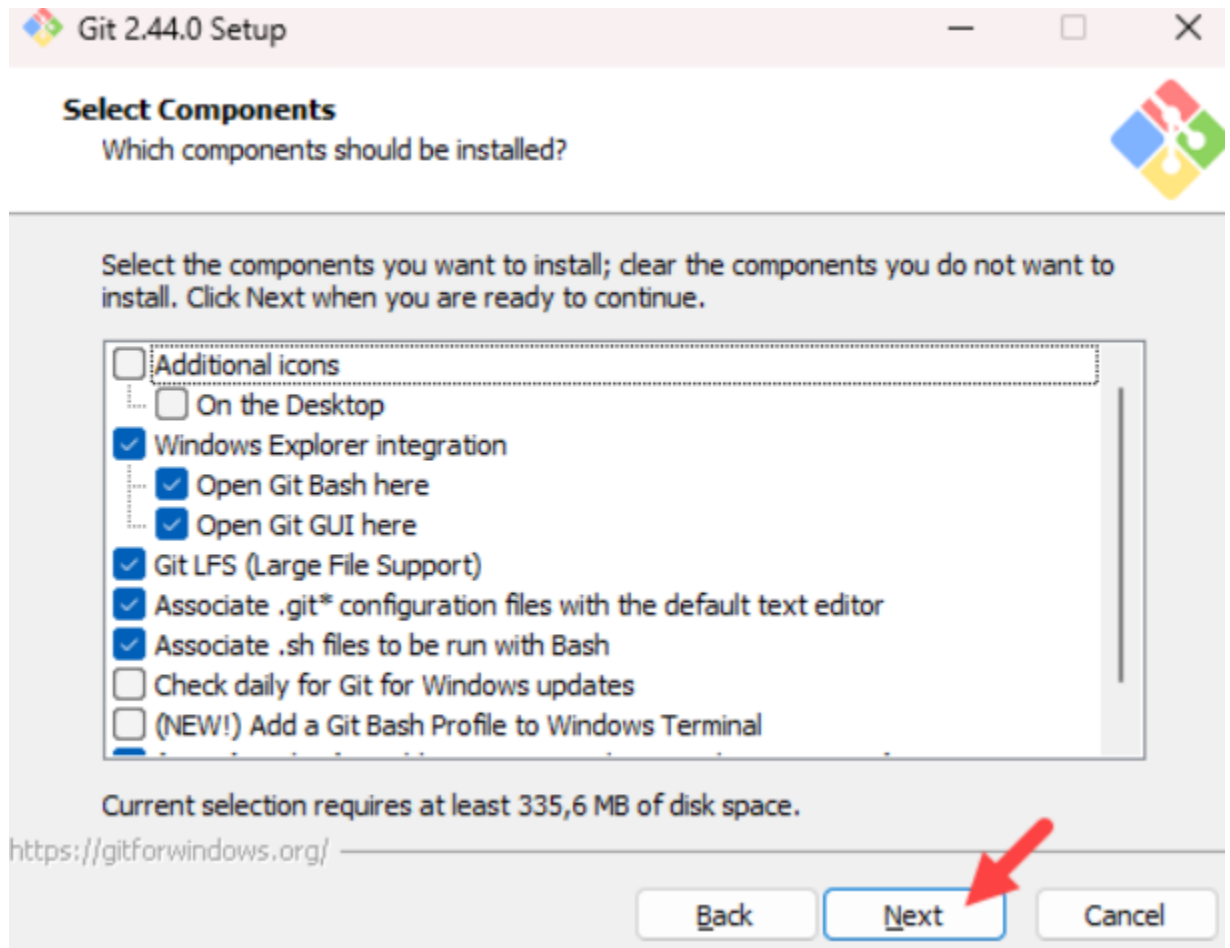 Git 2.44.0 Setup
Select Components
Which components should be installed?
Select the components you want to install; clear the components you do not want to
install. Click Next when you are ready to continue.
Additional icons
On the Desktop
Windows Explorer integration
Open Git Bash here
Open Git GUI here
Git LFS (Large File Support)
Associate .git* configuration files with the default text editor
Associate .sh files to be run with Bash
Check daily for Git for Windows updates
(NEW!) Add a Git Bash Profile to Windows Terminal
Current selection requires at least 335,6 MB of disk space.
https://gitforwindows.org/
Back Next Cancel